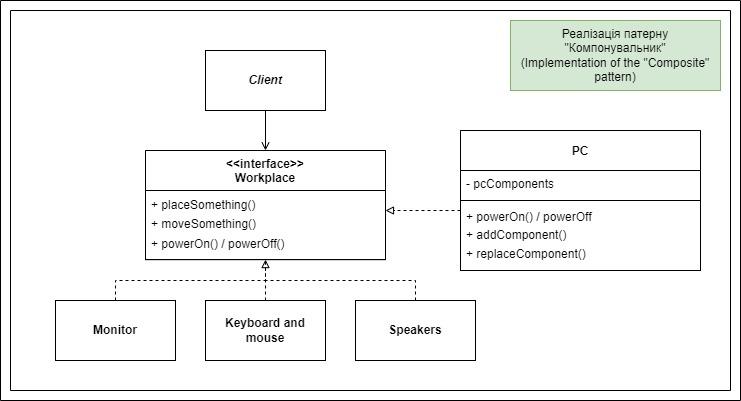 Реалізація патерну
"Компонувальник"
(Implementation of the "Composite"
pattern)
Client
<<interface>>
Workplace
+ placeSomething()
+ moveSomething()
+ powerOn() / powerOff()
PC
- pcComponents
+ powerOn() / powerOff
+ addComponent()
+ replaceComponent()
Monitor
Keyboard and
mouse
Speakers